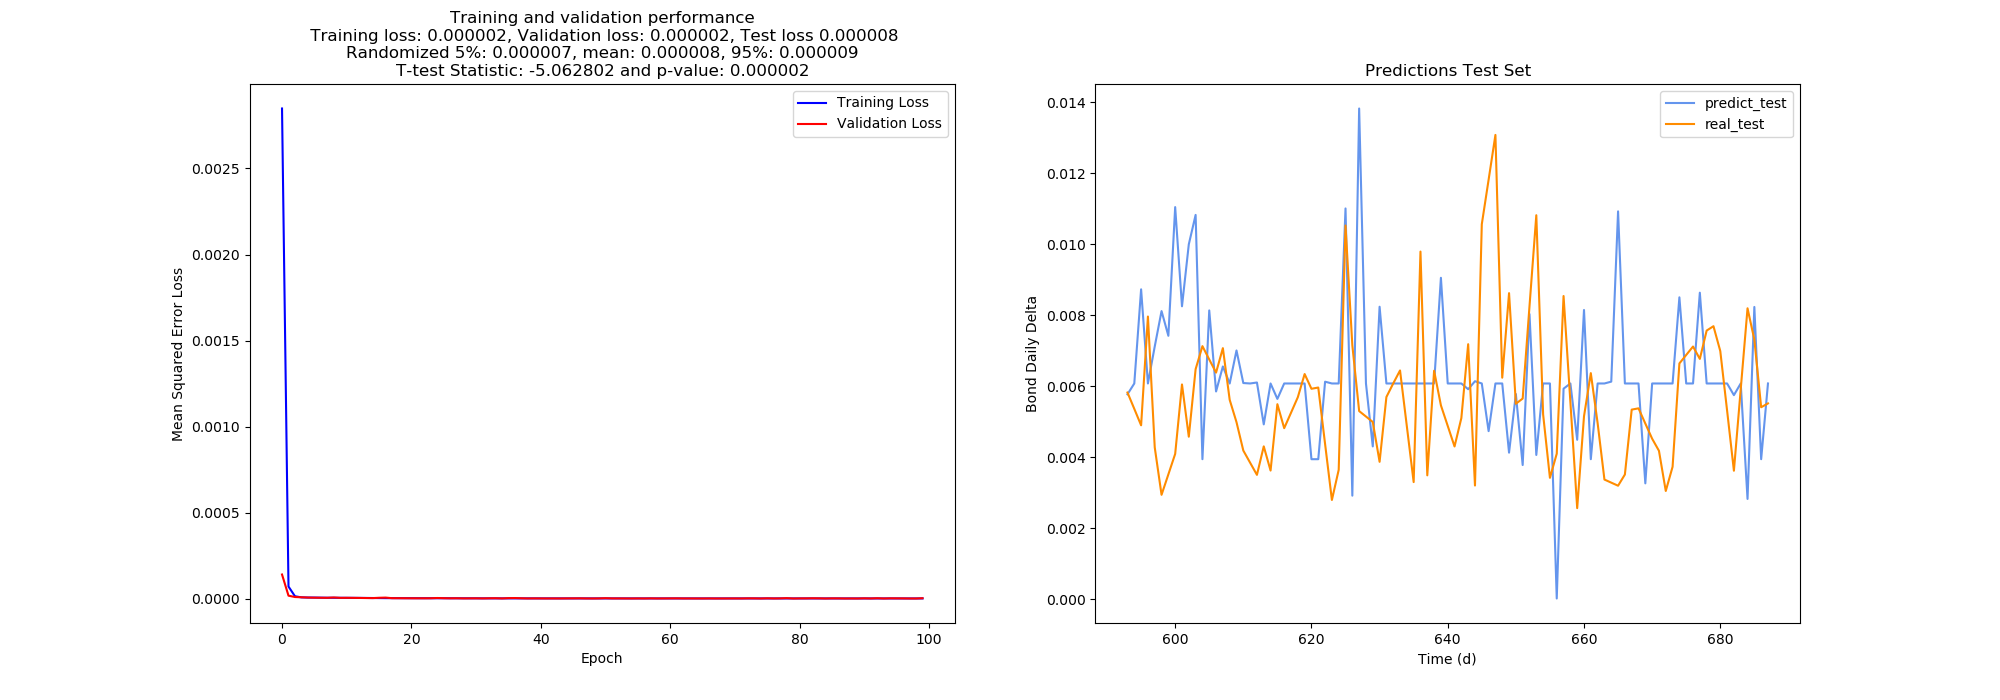 Training and validation performance
Training loss: 0.000002, Validation loss: 0.000002, Test loss 0.000008
Randomized 5%: 0.000007, mean: 0.000008, 95%: 0.000009
T-test Statistic: -5.062802 and p-value: 0.000002
Training Loss
Validation Loss
Mean Squared Error Loss
0.0025
0.0020
0.0015
0.0010
0.0005
0.0000
0 20 40 60 80 100
Epoch
Predictions Test Set
predict_test
real_test
Bond Daily Delta
0.014
0.012
0.010
0.008
0.006
0.004
0.002
0.000
600 620 640 660 680
Time (d)